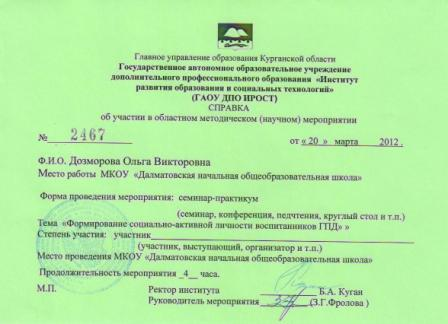 Главное управление образования Курганской области
Государственное автономное образовательное учреждение
дополнительного профессионального образования «Институт
развития образования и социальных технологий»
(ГАОУ ДПО ИРОСТ)
СПРАВКА
об участии в областном методическом (научном) мероприятии
№ 2467 от « 20 » марта 2012 .
Ф.И.О. Дозморова Ольга Викторовна
Место работы МКОУ «Далматовская начальная общеобразовательная школа»
Форма проведения мероприятия: семинар-практикум
(семинар, конференция, педчтения, круглый стол и т.п.)
Тема «Формирование социально-активной личности воспитанников ГПД» »
Степень участия: участник
(участник, выступающий, организатор и т.п.)
Место проведения МКОУ «Далматовская начальная общеобразовательная школа»
Продолжительность мероприятия 4 часа.
М.П. Ректор института Б.А. Куган
Руководитель мероприятия (З.Г.Фролова )